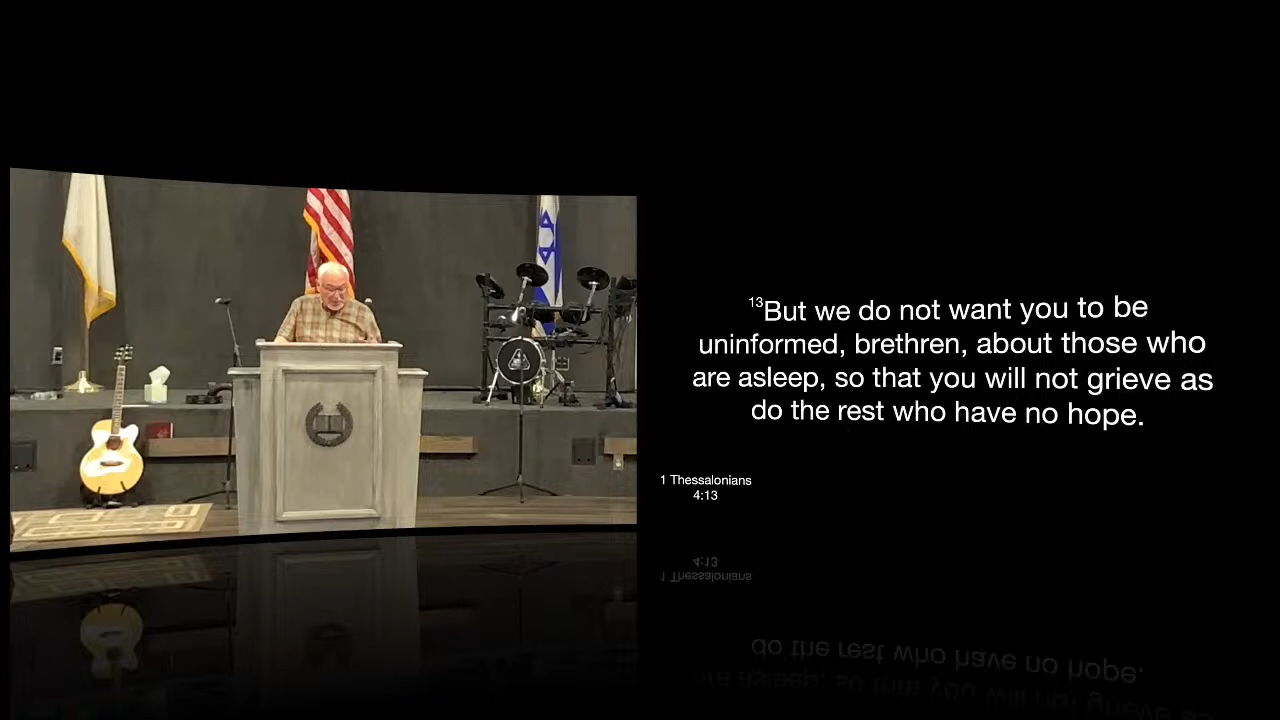 ¹³But we do not want you to be
uninformed, brethren, about those who
are asleep, so that you will not grieve as
do the rest who have no hope.
1 Thessalonians
4:13